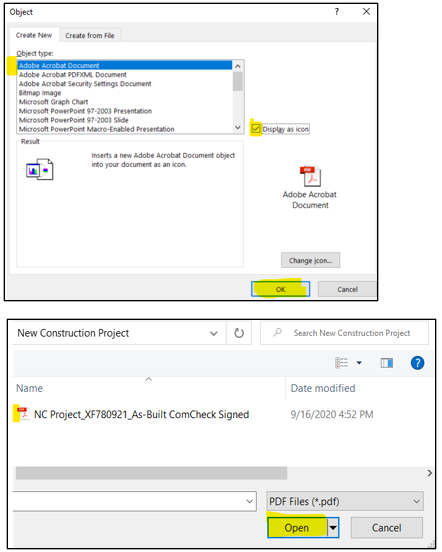 Object
? ×
Create New
Create from File
Object type:
Adobe Acrobat Document
Adobe Acrobat PDFXML Document
Adobe Acrobat Security Settings Document
Bitmap Image
Microsoft Graph Chart
Microsoft PowerPoint 97-2003 Presentation
Microsoft PowerPoint 97-2003 Slide
Microsoft PowerPoint Macro-Enabled Presentation
Display as icon
Result
Inserts a new Adobe Acrobat Document object
into your document as an icon.
PDF
Adobe Acrobat
Document
Change icon...
OK
Cancel
New Construction Project
Search New Construction Project
?
Name
Date modified
NC Project_XF780921_As-Built ComCheck Signed
9/16/2020 4:52 PM
PDF Files (*.pdf)
Open
Cancel